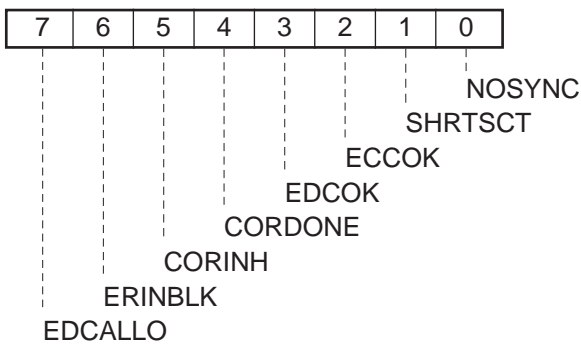 7 6 5 4 3 2 1 0
NOSYNC
SHRTSCT
ECCOK
EDCOK
CORDONE
CORINH
ERINBLK
EDCALLO